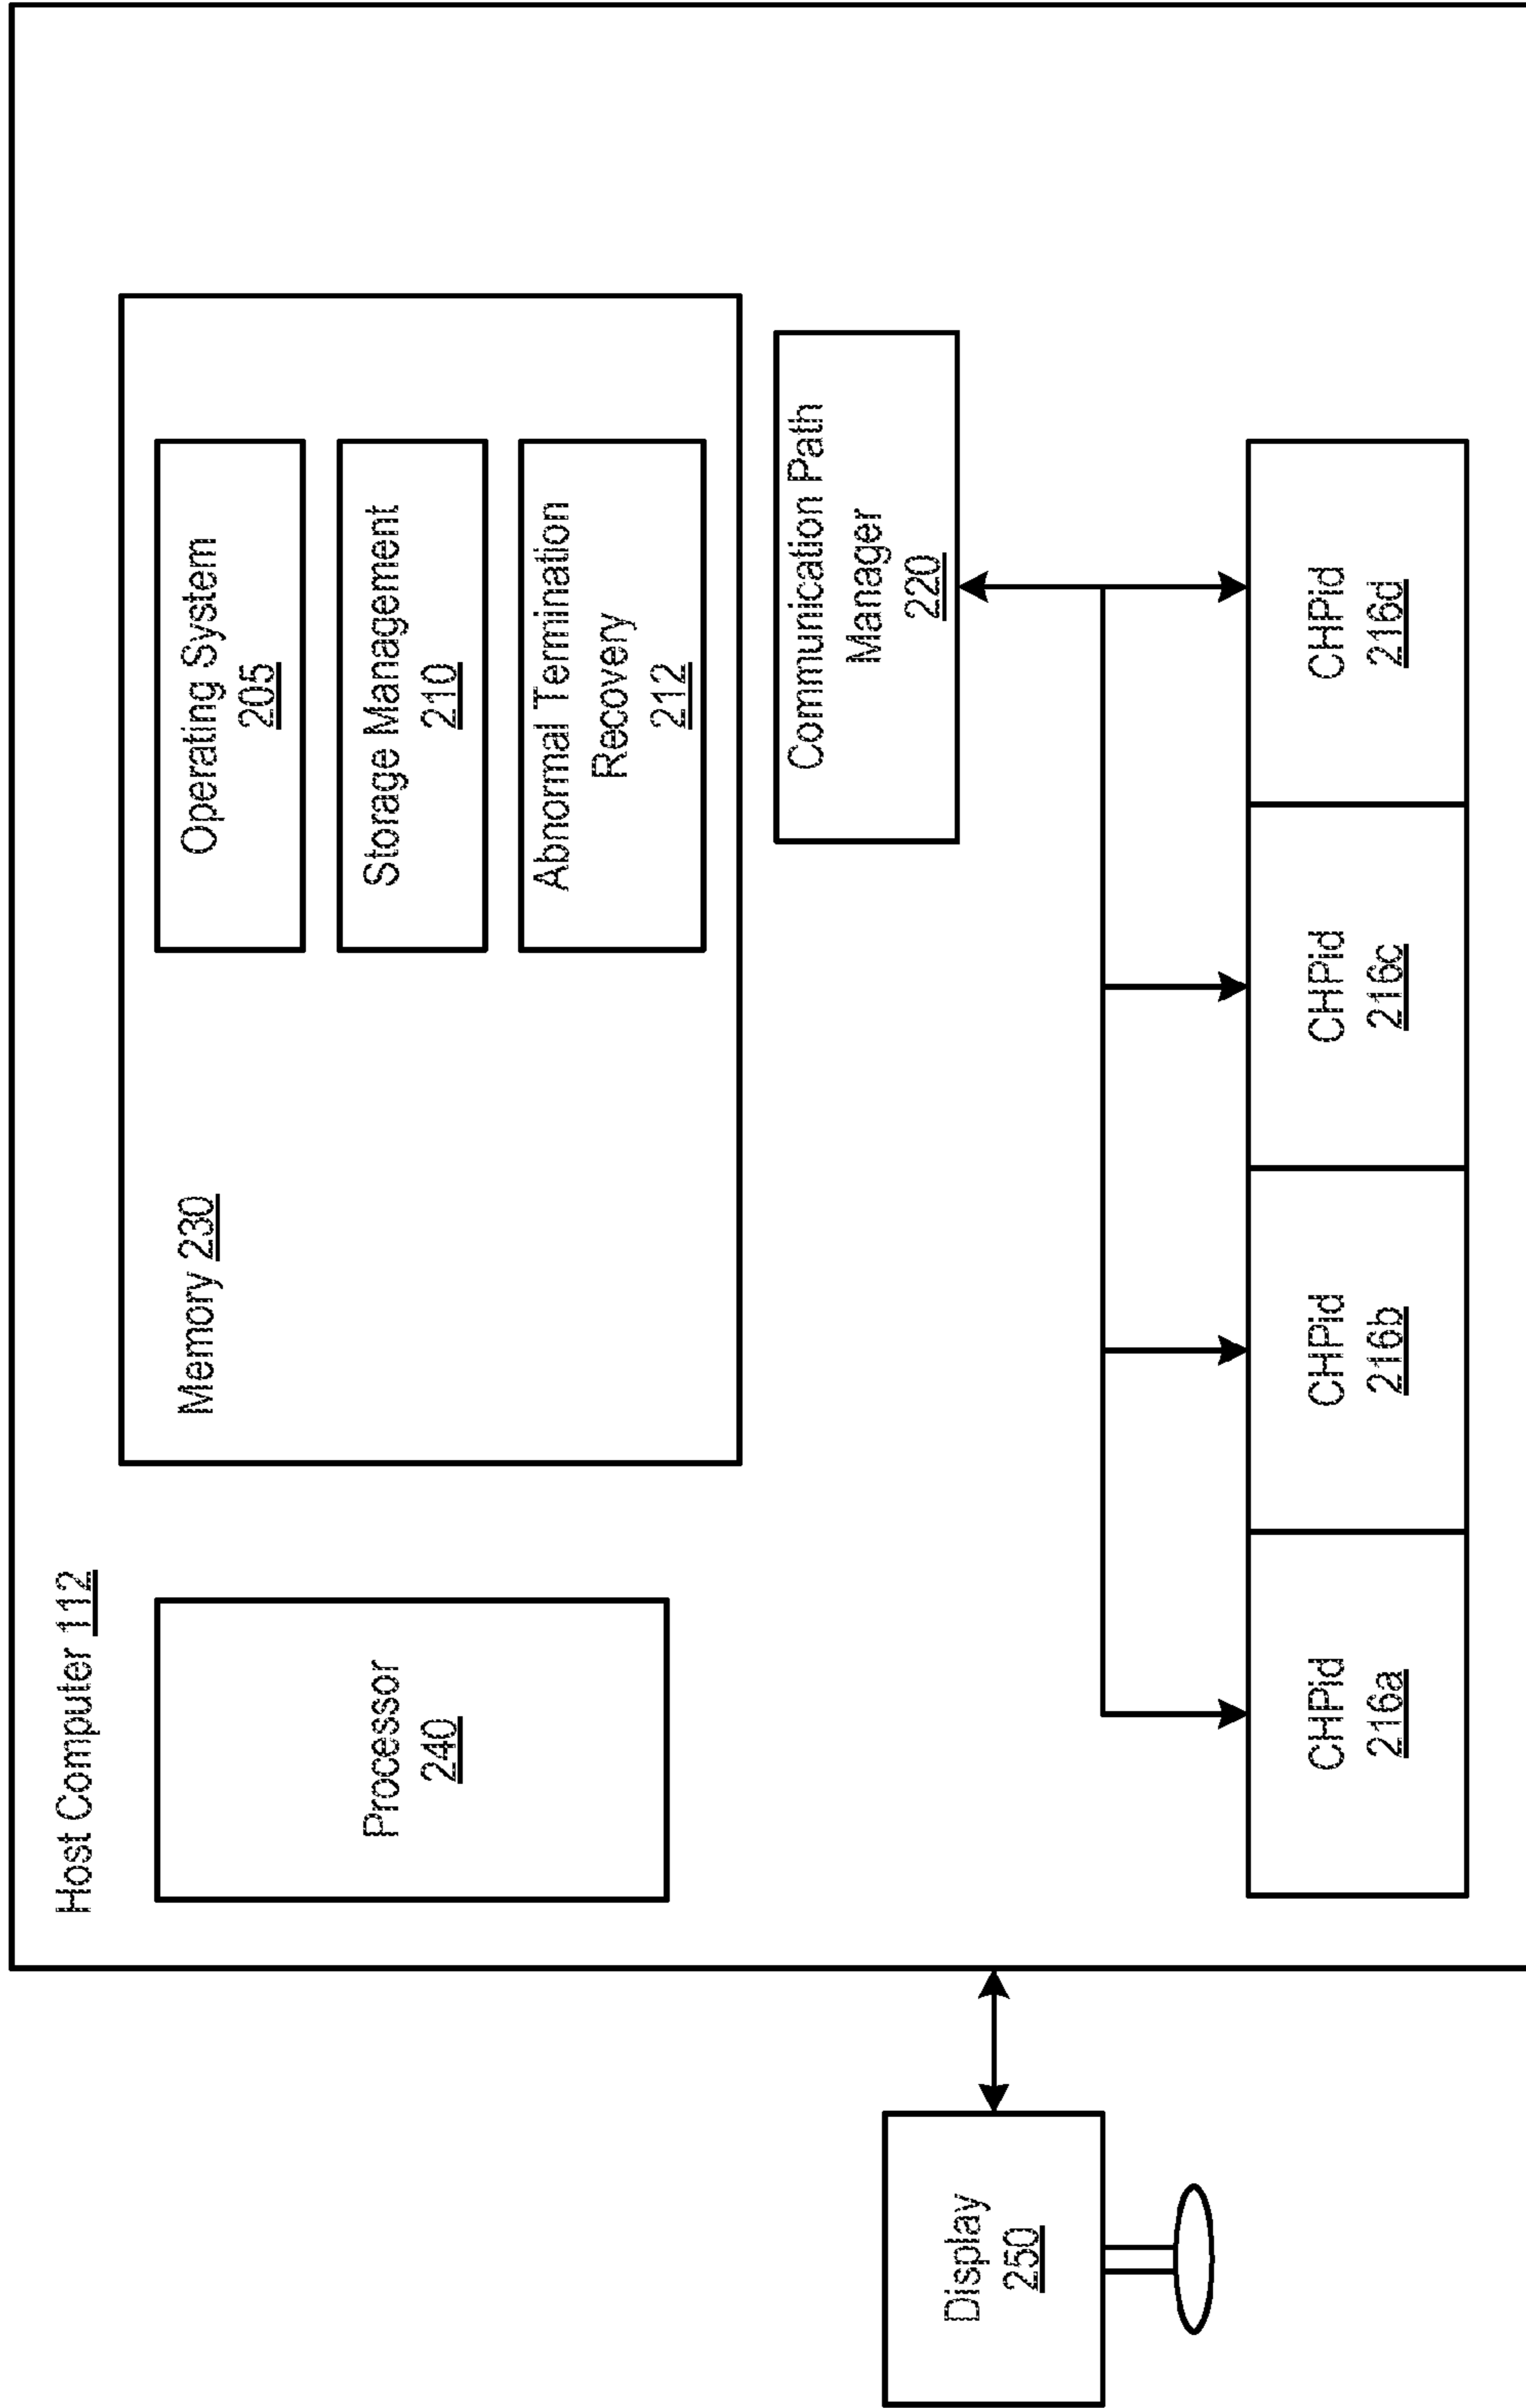 Host Computer 112
Processor
240
Memory 230
Operating System
205
Storage Management
210
Abnormal Termination
Recovery
212
Communication Path
Manager
220
Display
250
CHPid
216a
CHPid
216b
CHPid
216c
CHPid
216d